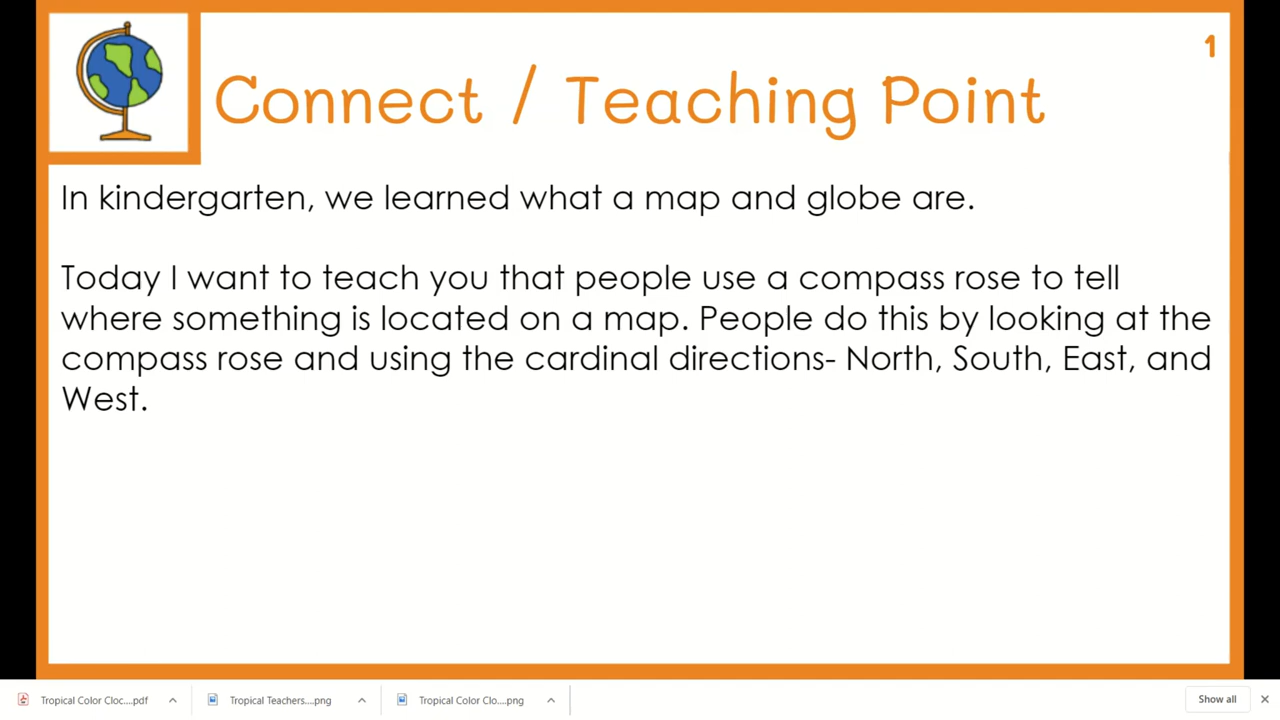 1
Connect / Teaching Point
In kindergarten, we learned what a map and globe are.
Today I want to teach you that people use a compass rose to tell
where something is located on a map. People do this by looking at the
compass rose and using the cardinal directions- North, South, East, and
West.
Tropical Color Cloc....pdf
Tropical Teachers....png
Tropical Color Clo....png
Show all